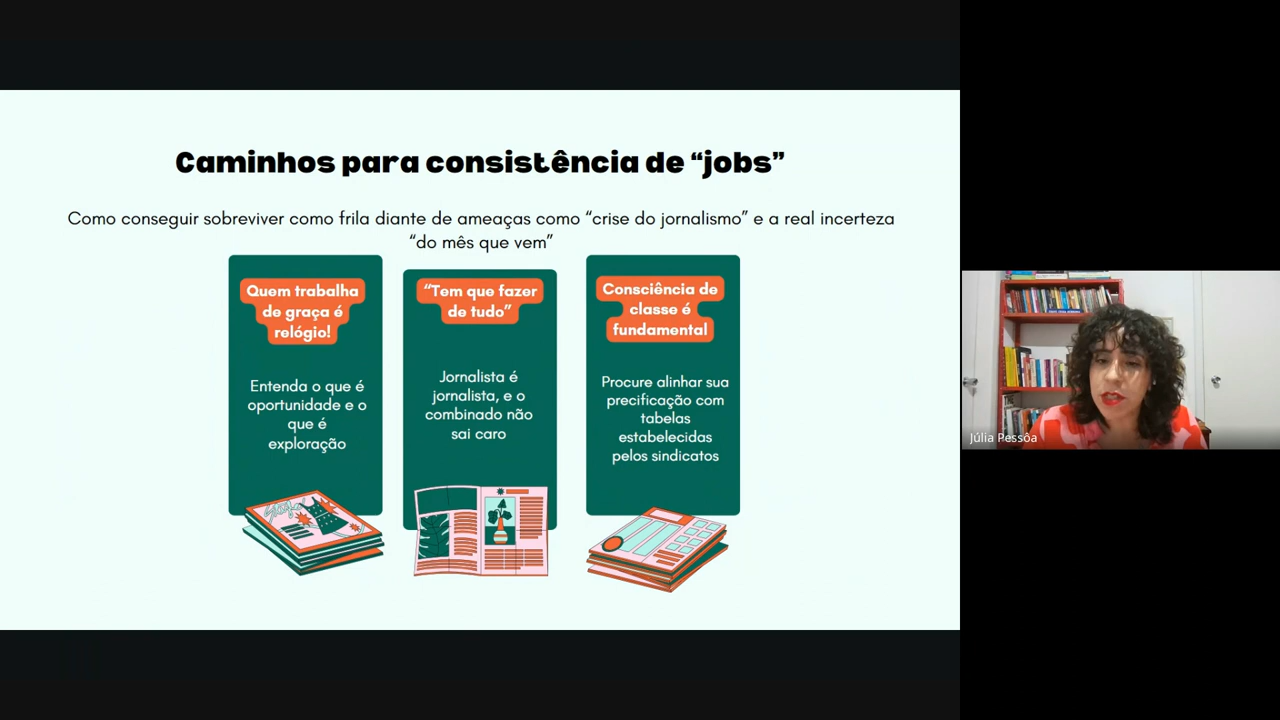 Caminhos para consistência de “jobs”
Como conseguir sobreviver como frila diante de ameaças como “crise do jornalismo” e a real incerteza
“do mês que vem”
Quem trabalha
de graça é
relógio!
Entenda o que é
oportunidade e o
que é
exploração
“Tem que fazer
de tudo”
Jornalista é
jornalista, e o
combinado não
sai caro
Consciência de
classe é
fundamental
Procure alinhar sua
precificação com
tabelas
estabelecidas
pelos sindicatos
Júlia Pessôa